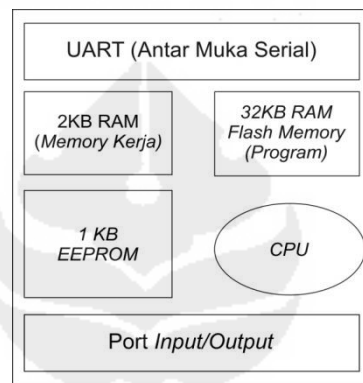 UART (Antar Muka Serial)
2KB RAM
(Memory Kerja)
32KB RAM
Flash Memory
(Program)
1 KB
EEPROM
CPU
Port Input/Output